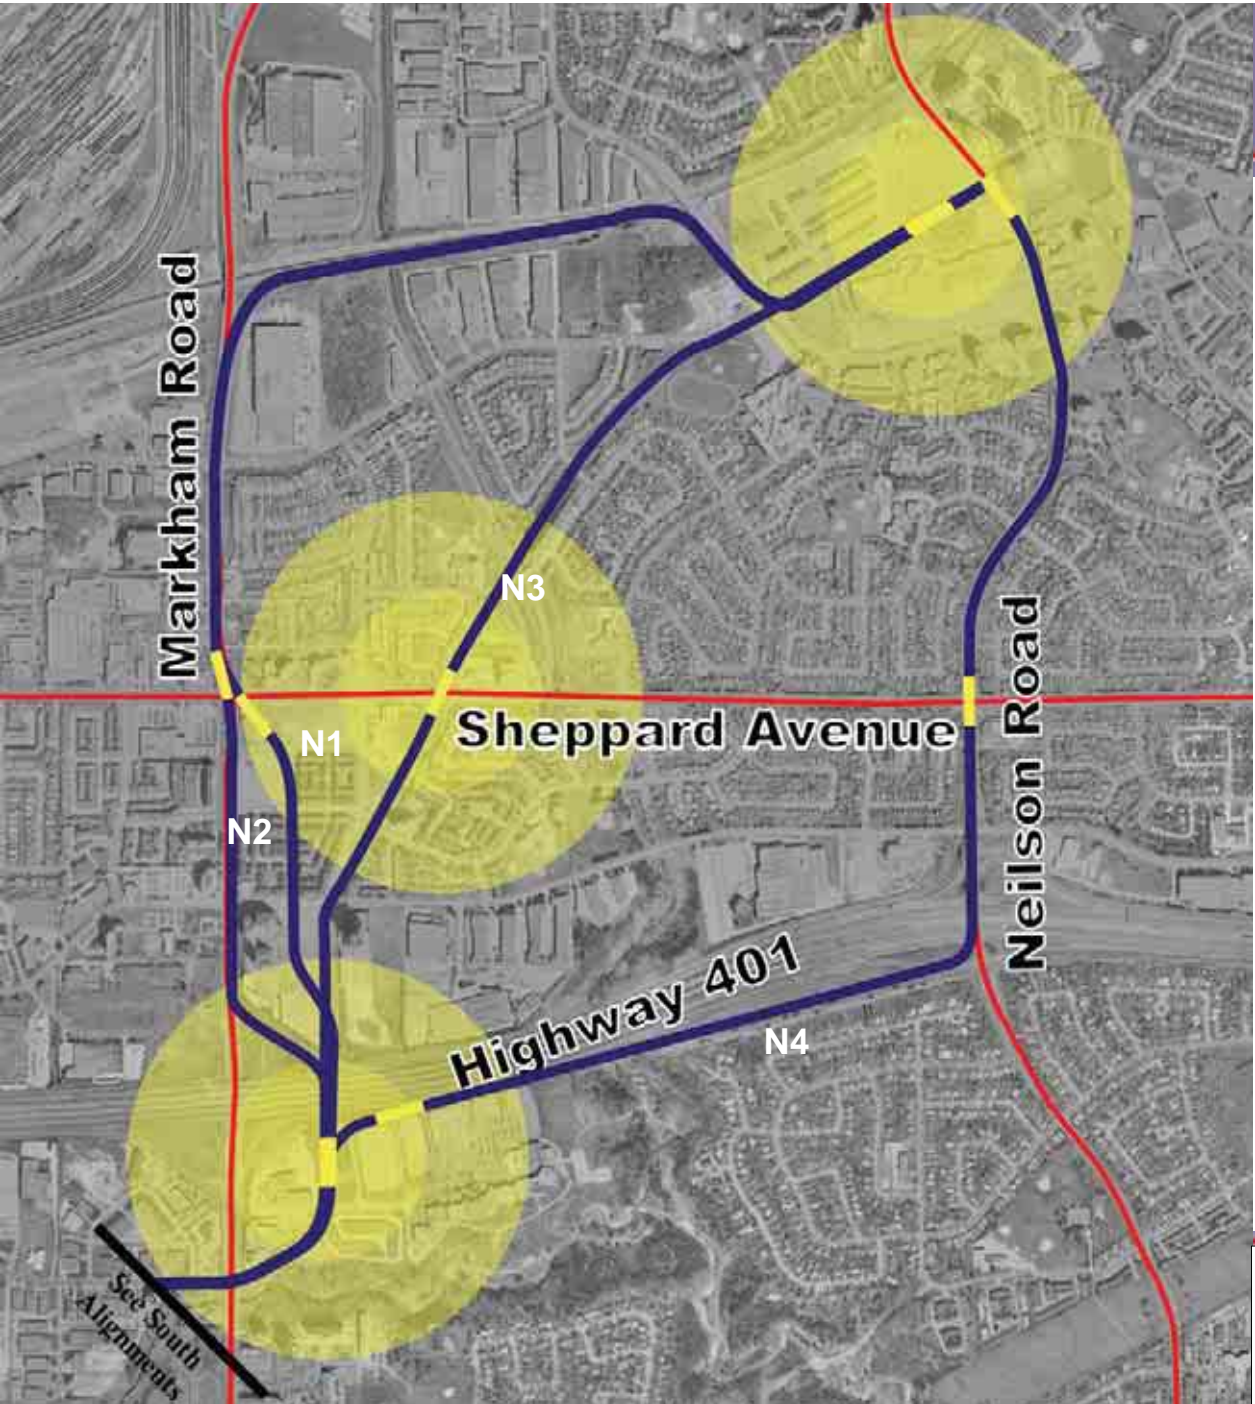 Markham Road
N3
Sheppard Avenue
N1
Neilson Road
N2
Highway 401
N4
See South
Alignments